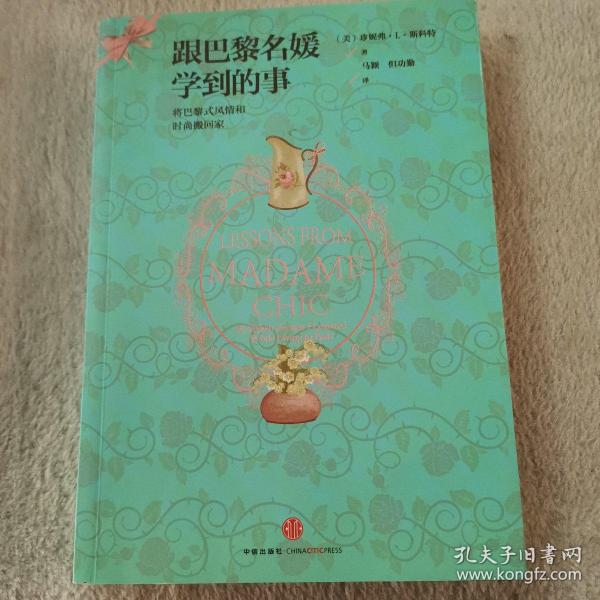 跟巴黎名媛
学到的事
将巴黎式风情和
时尚搬回家
(美)珍妮弗·L·斯科特
著
马颖 但功勤
译
LESSONS FROM
MADAME
CHIC
中信出版社·CHINACITICPRESS
孔夫子旧书网
www.kongfz.com